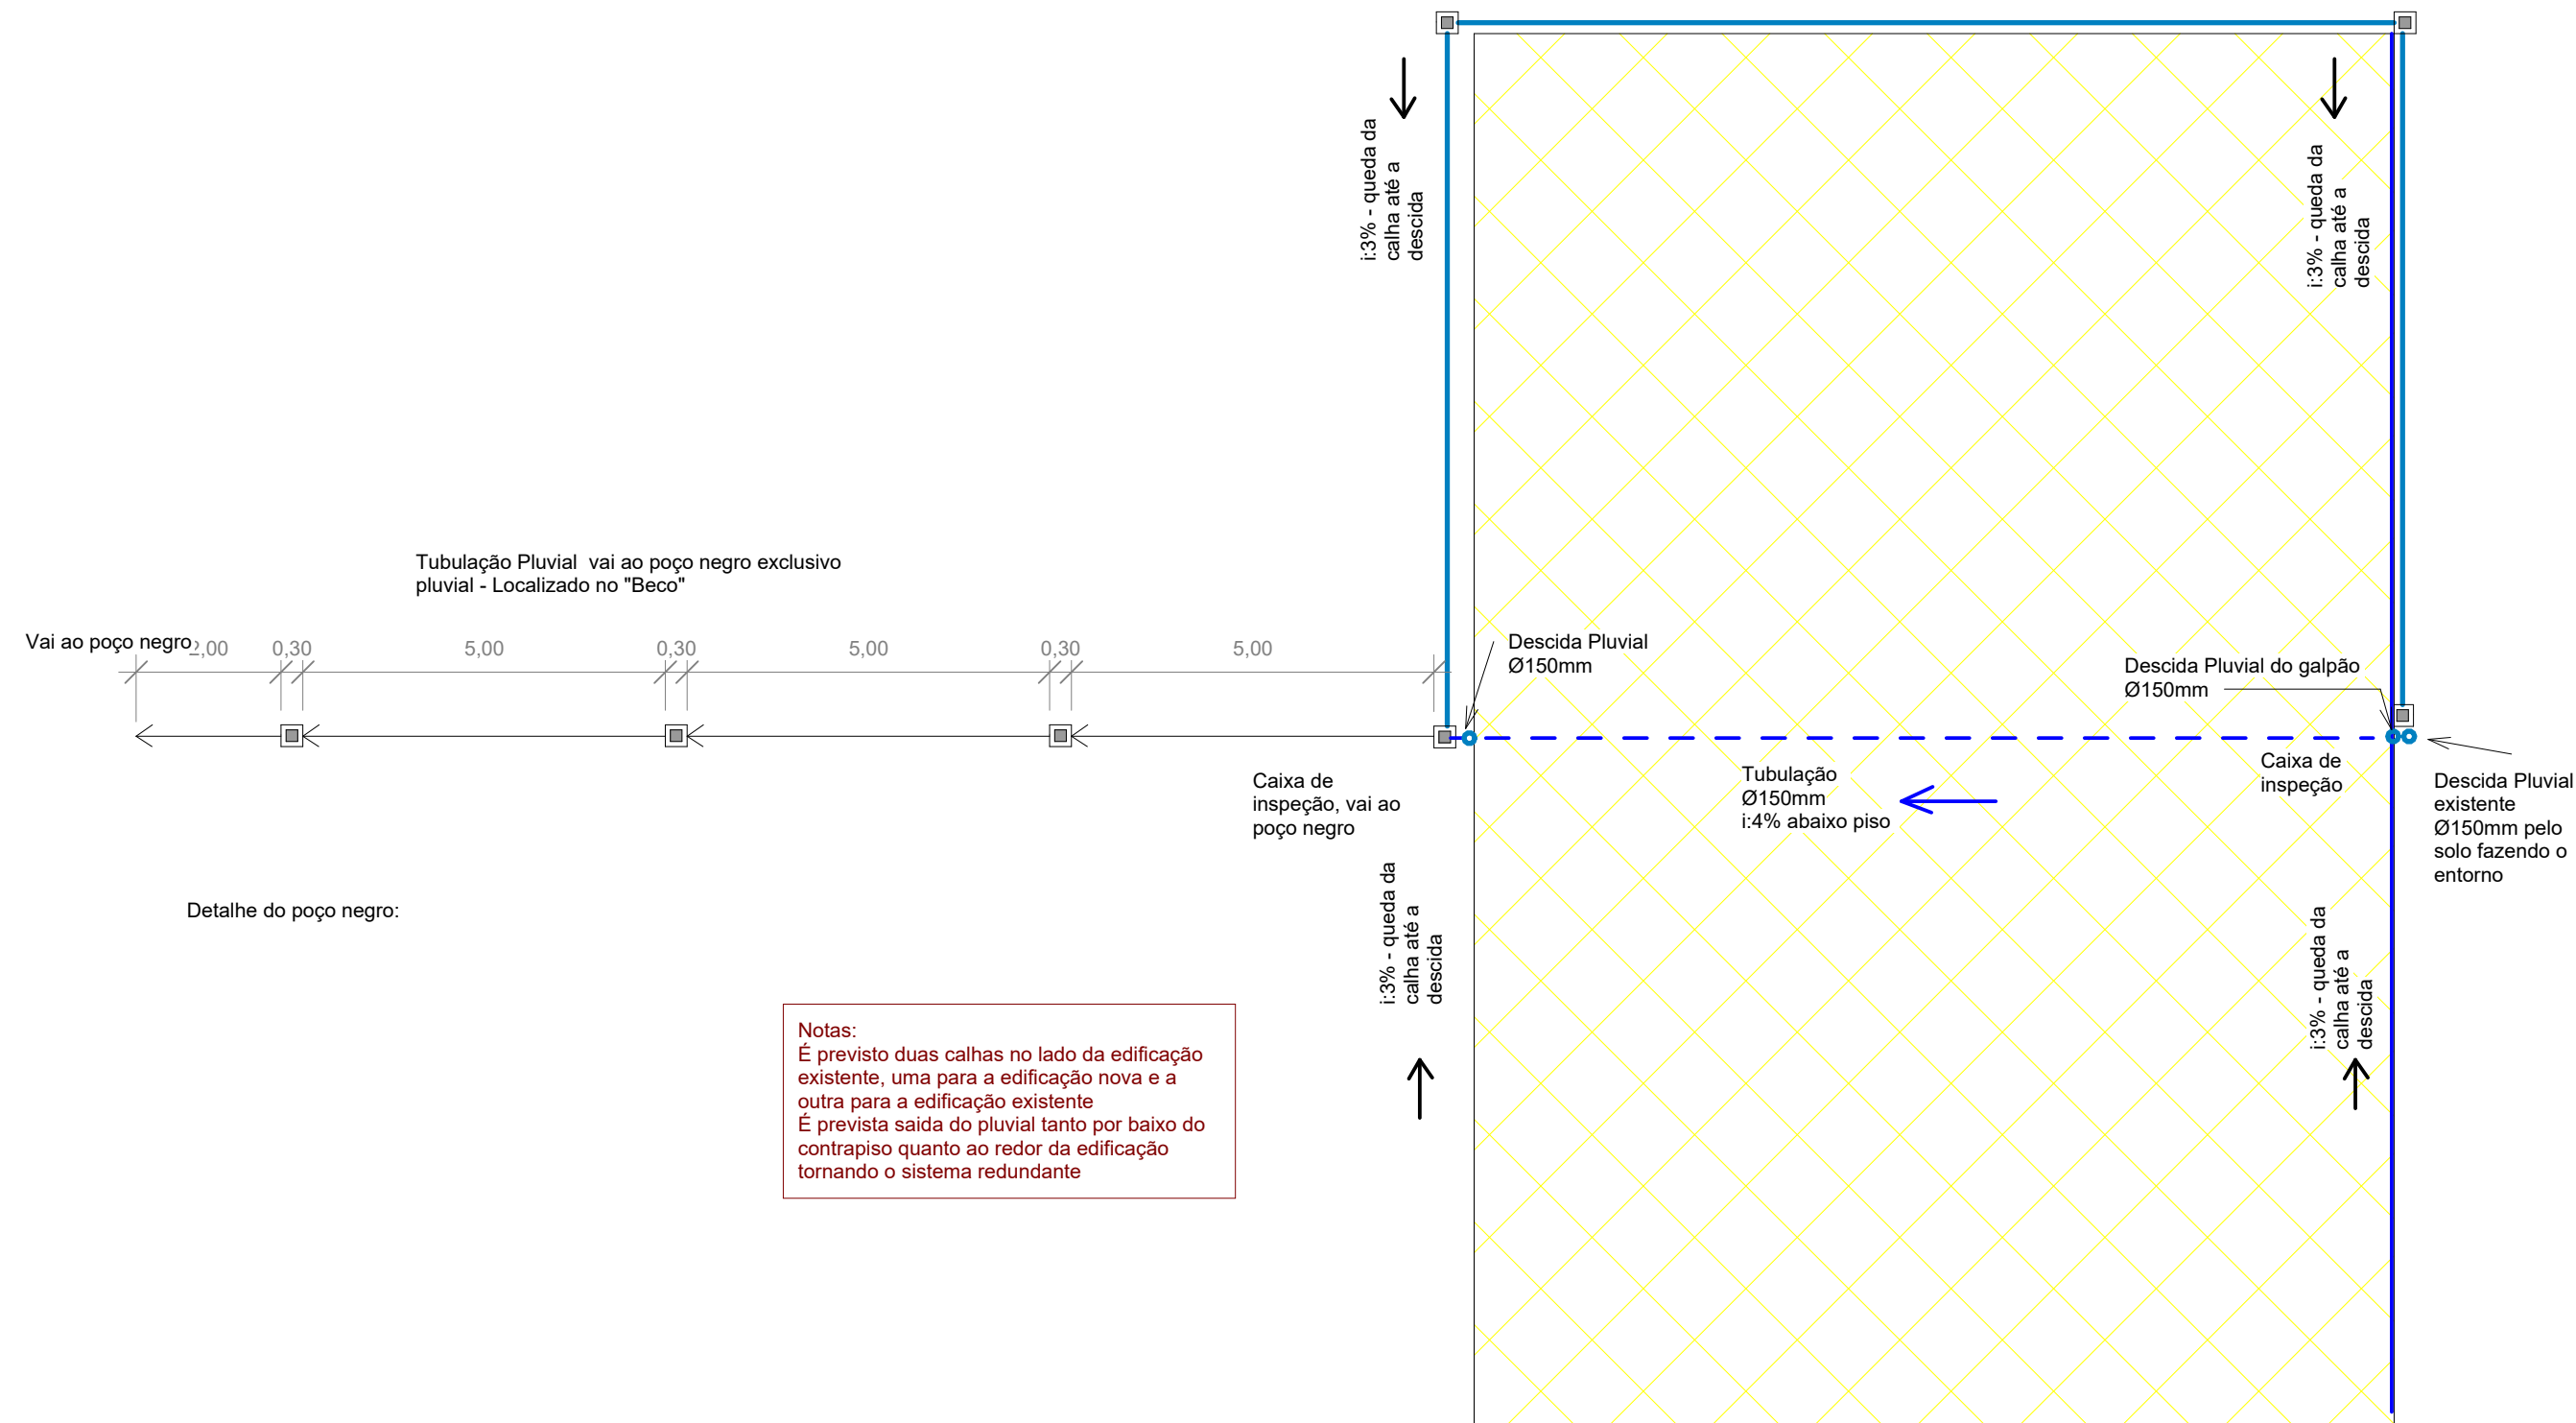 i:3% - queda da
calha até a
descida
i:3% - queda da
calha até a
descida
Tubulação Pluvial  vai ao poço negro exclusivo
pluvial - Localizado no "Beco"
Vai ao poço negro
2,00
0,30
5,00
0,30
5,00
0,30
5,00
Descida Pluvial
Ø150mm
Descida Pluvial do galpão
Ø150mm
Caixa de
inspeção, vai ao
poço negro
Tubulação
Ø150mm
i:4% abaixo piso
Caixa de
inspeção
Descida Pluvial
existente
Ø150mm pelo
solo fazendo o
entorno
Detalhe do poço negro:
i:3% - queda da
calha até a
descida
i:3% - queda da
calha até a
descida
Notas:
É previsto duas calhas no lado da edificação
existente, uma para a edificação nova e a
outra para a edificação existente
É prevista saida do pluvial tanto por baixo do
contrapiso quanto ao redor da edificação
tornando o sistema redundante